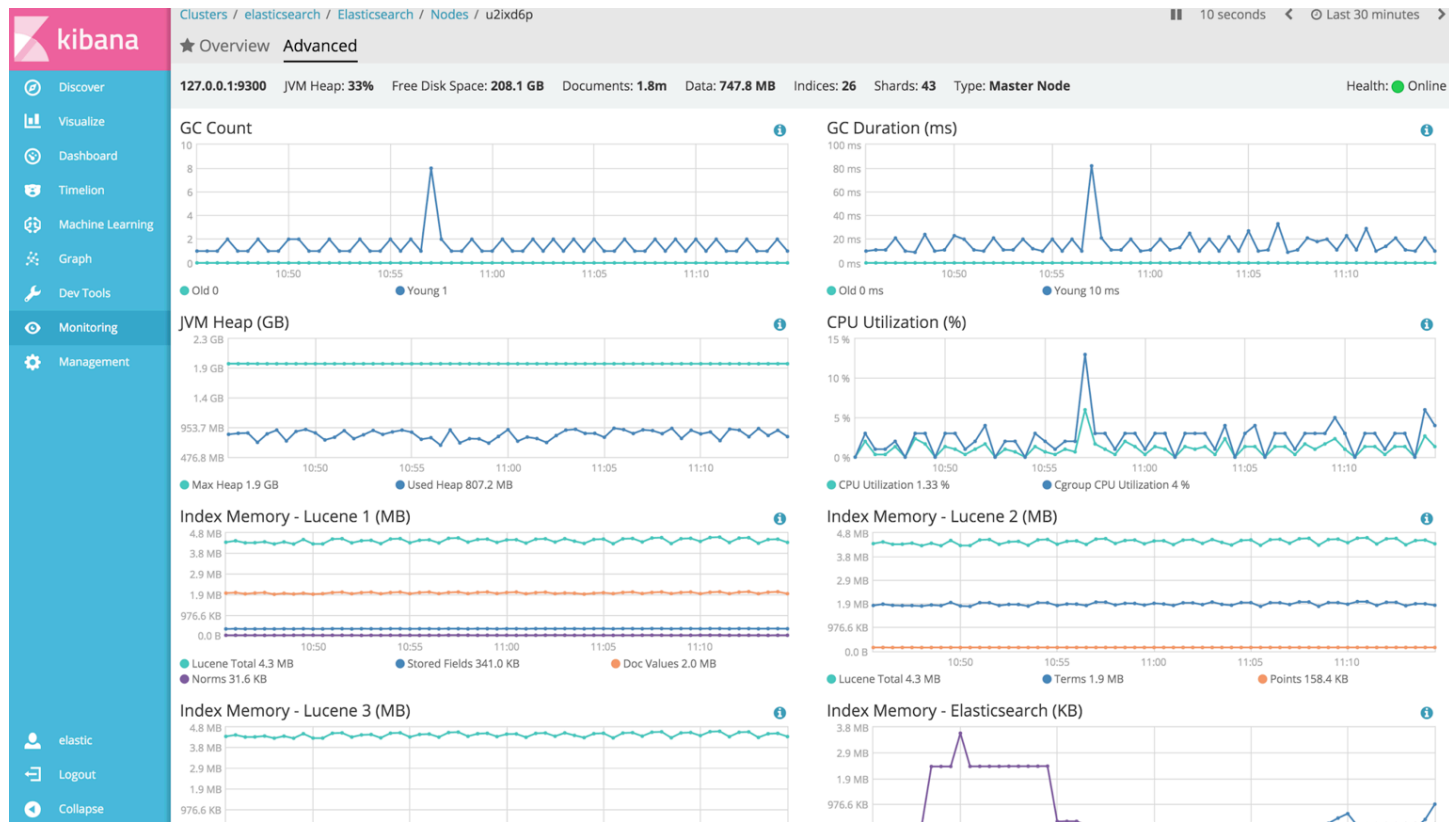 kibana
Discover
Visualize
Dashboard
Timelion
Machine Learning
Graph
Dev Tools
Monitoring
Management
elastic
Logout
Collapse
Clusters / elasticsearch / Elasticsearch / Nodes / u2ixd6p
10 seconds Last 30 minutes
Overview Advanced
127.0.0.1:9300 JVM Heap: 33% Free Disk Space: 208.1 GB Documents: 1.8m Data: 747.8 MB Indices: 26 Shards: 43 Type: Master Node Health: Online
GC Count
10
8
6
4
2
0
10:50 10:55 11:00 11:05 11:10
Old 0 Young 1
GC Duration (ms)
100 ms
80 ms
60 ms
40 ms
20 ms
0 ms
10:50 10:55 11:00 11:05 11:10
Old 0 ms Young 10 ms
JVM Heap (GB)
2.3 GB
1.9 GB
1.4 GB
953.7 MB
476.8 MB
10:50 10:55 11:00 11:05 11:10
Max Heap 1.9 GB Used Heap 807.2 MB
CPU Utilization (%)
15 %
10 %
5 %
0 %
10:50 10:55 11:00 11:05 11:10
CPU Utilization 1.33 % Cgroup CPU Utilization 4 %
Index Memory - Lucene 1 (MB)
4.8 MB
3.8 MB
2.9 MB
1.9 MB
976.6 KB
0.0 B
10:50 10:55 11:00 11:05 11:10
Lucene Total 4.3 MB Stored Fields 341.0 KB Doc Values 2.0 MB
Norms 31.6 KB
Index Memory - Lucene 2 (MB)
4.8 MB
3.8 MB
2.9 MB
1.9 MB
976.6 KB
0.0 B
10:50 10:55 11:00 11:05 11:10
Lucene Total 4.3 MB Terms 1.9 MB Points 158.4 KB
Index Memory - Lucene 3 (MB)
4.8 MB
3.8 MB
2.9 MB
1.9 MB
976.6 KB
Index Memory - Elasticsearch (KB)
3.8 MB
2.9 MB
1.9 MB
976.6 KB